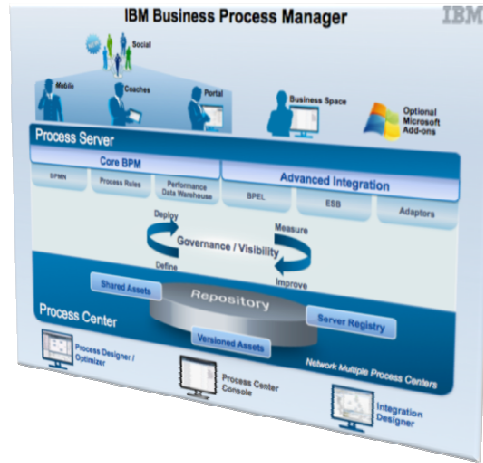 IBM Business Process Manager
IBM
Social
Mobile
Coaches
Portal
Business Space
Optional
Microsoft
Add-ons
Process Server
Core BPM
Advanced Integration
BPMN
Process Rules
Performance
Data Warehouse
BPEL
ESB
Adaptors
Deploy
Measure
Governance / Visibility
Define
Improve
Shared Assets
Repository
Server Registry
Process Center
Versioned Assets
Network Multiple Process Centers
Process Designer /
Optimizer
Process Center
Console
Integration
Designer